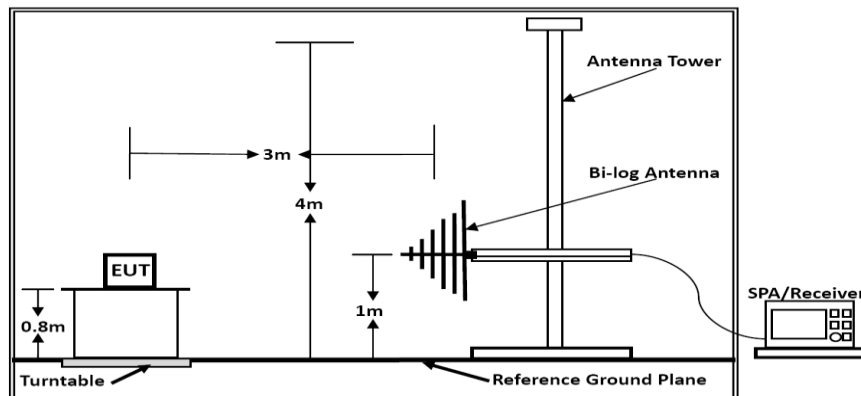 Antenna Tower
3m
Bi-log Antenna
4m
EUT
1m
0.8m
SPA/Receiver
Turntable
Reference Ground Plane